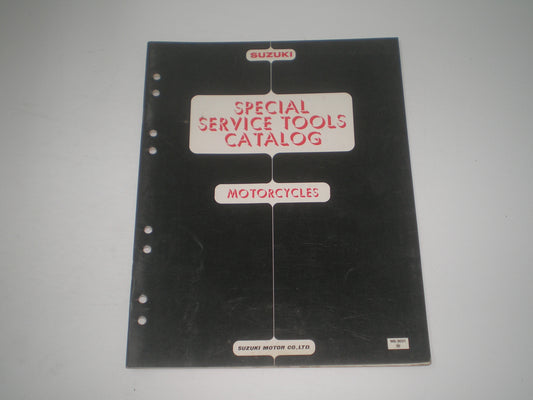 SUZUKI
SPECIAL
SERVICE TOOLS
CATALOG
MOTORCYCLES
SUZUKI MOTOR CO.,LTD.